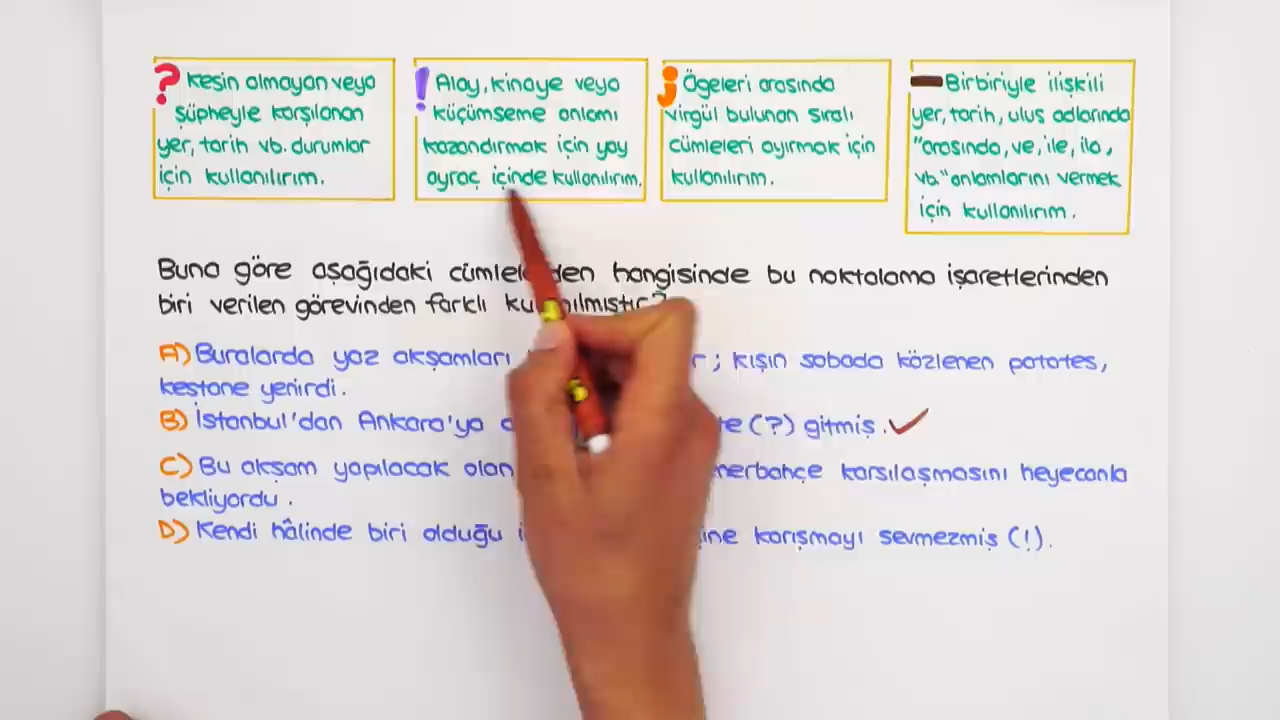 ? Kesin olmayan veya
şüpheyle karşılanan
yer, tarih vb. durumlar
için kullanılırım.
! Alay, kinaye veya
küçümseme anlamı
kazandırmak için yay
ayraç içinde kullanılırım.
; Ögeleri arasında
virgül bulunan sıralı
cümleleri ayırmak için
kullanılırım.
- Birbiriyle ilişkili
yer, tarih, ulus adlarında
"arasında, ve, ile, ila,
vb." anlamlarını vermek
için kullanılırım.
Buna göre aşağıdaki cümlelerden hangisinde bu noktalama işaretlerinden
biri verilen görevinden farklı kullanılmıştır?
A) Buralarda yaz akşamları ; kışın sobada közlenen patates,
kestane yenirdi.
B) İstanbul'dan Ankara'ya (?) gitmiş.
C) Bu akşam yapılacak olan karsılaşmasını heyecanla
bekliyordu.
D) Kendi hâlinde biri olduğu karışmayı sevmezmiş (!).